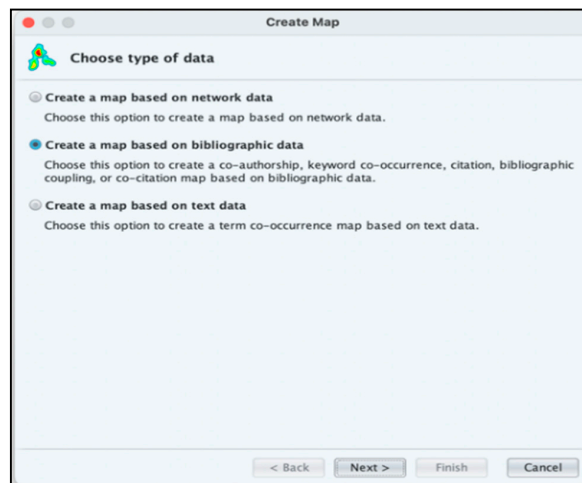 Create Map
Choose type of data
Create a map based on network data
Choose this option to create a map based on network data.
Create a map based on bibliographic data
Choose this option to create a co-authorship, keyword co-occurrence, citation, bibliographic
coupling, or co-citation map based on bibliographic data.
Create a map based on text data
Choose this option to create a term co-occurrence map based on text data.
< Back Next > Finish Cancel